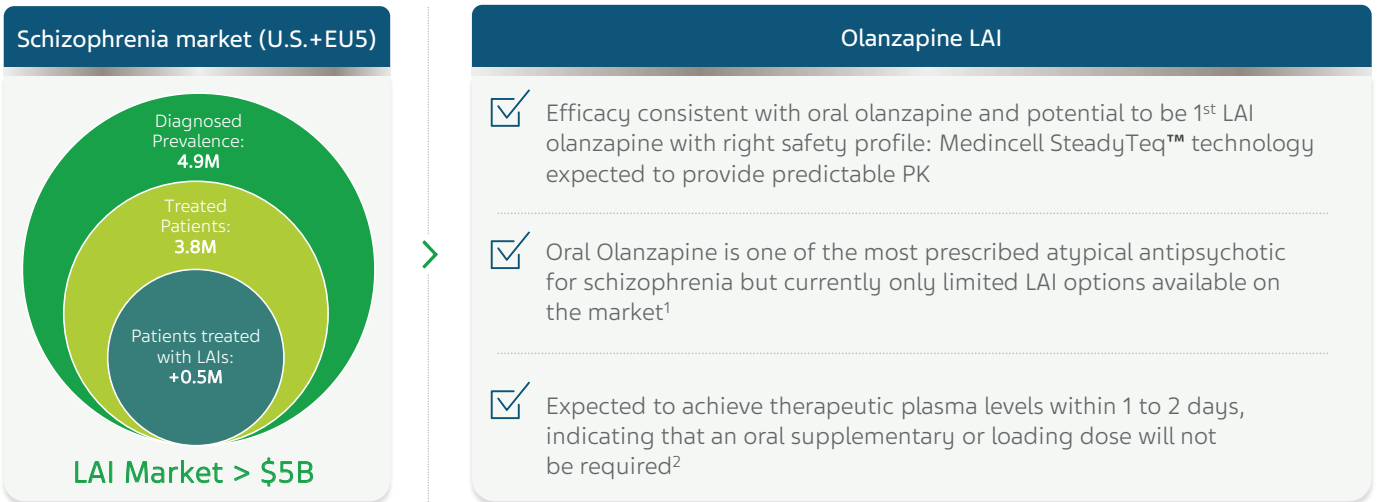 Schizophrenia market (U.S.+EU5)
Diagnosed
Prevalence:
4.9M
Treated
Patients:
3.8M
Patients treated
with LAIs:
+0.5M
LAI Market > $5B
Olanzapine LAI
Efficacy consistent with oral olanzapine and potential to be 1st LAI
olanzapine with right safety profile: Medincell SteadyTeq™ technology
expected to provide predictable PK
Oral Olanzapine is one of the most prescribed atypical antipsychotic
for schizophrenia but currently only limited LAI options available on
the market1
Expected to achieve therapeutic plasma levels within 1 to 2 days,
indicating that an oral supplementary or loading dose will not
be required2